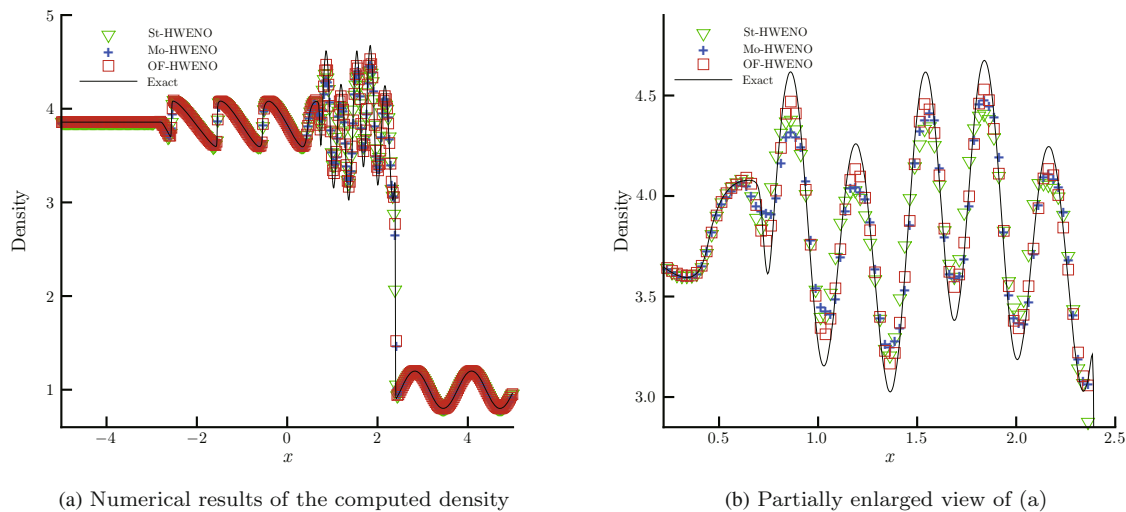 5
4
3
2
1
Density
St-HWENO
Mo-HWENO
OF-HWENO
Exact
−4
−2
0
2
4
x
(a) Numerical results of the computed density
4.5
4.0
3.5
3.0
Density
St-HWENO
Mo-HWENO
OF-HWENO
Exact
0.5
1.0
1.5
2.0
2.5
x
(b) Partially enlarged view of (a)